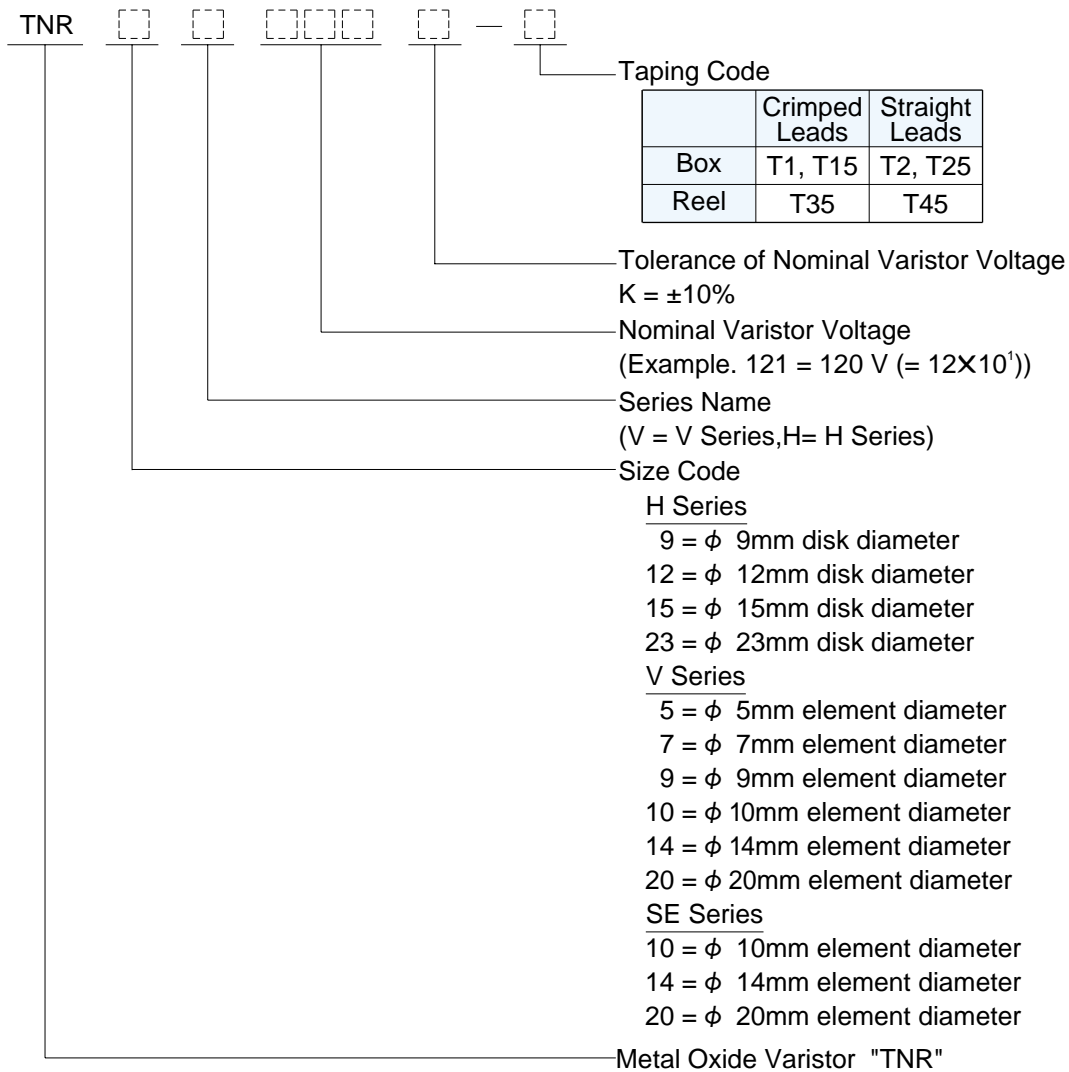 TNR —
Taping Code
Crimped Leads Straight Leads
Box T1, T15 T2, T25
Reel T35 T45
Tolerance of Nominal Varistor Voltage
K = ±10%
Nominal Varistor Voltage
(Example. 121 = 120 V (= 12×10¹))
Series Name
(V = V Series,H= H Series)
Size Code
H Series
9 = ϕ 9mm disk diameter
12 = ϕ 12mm disk diameter
15 = ϕ 15mm disk diameter
23 = ϕ 23mm disk diameter
V Series
5 = ϕ 5mm element diameter
7 = ϕ 7mm element diameter
9 = ϕ 9mm element diameter
10 = ϕ 10mm element diameter
14 = ϕ 14mm element diameter
20 = ϕ 20mm element diameter
SE Series
10 = ϕ 10mm element diameter
14 = ϕ 14mm element diameter
20 = ϕ 20mm element diameter
Metal Oxide Varistor "TNR"